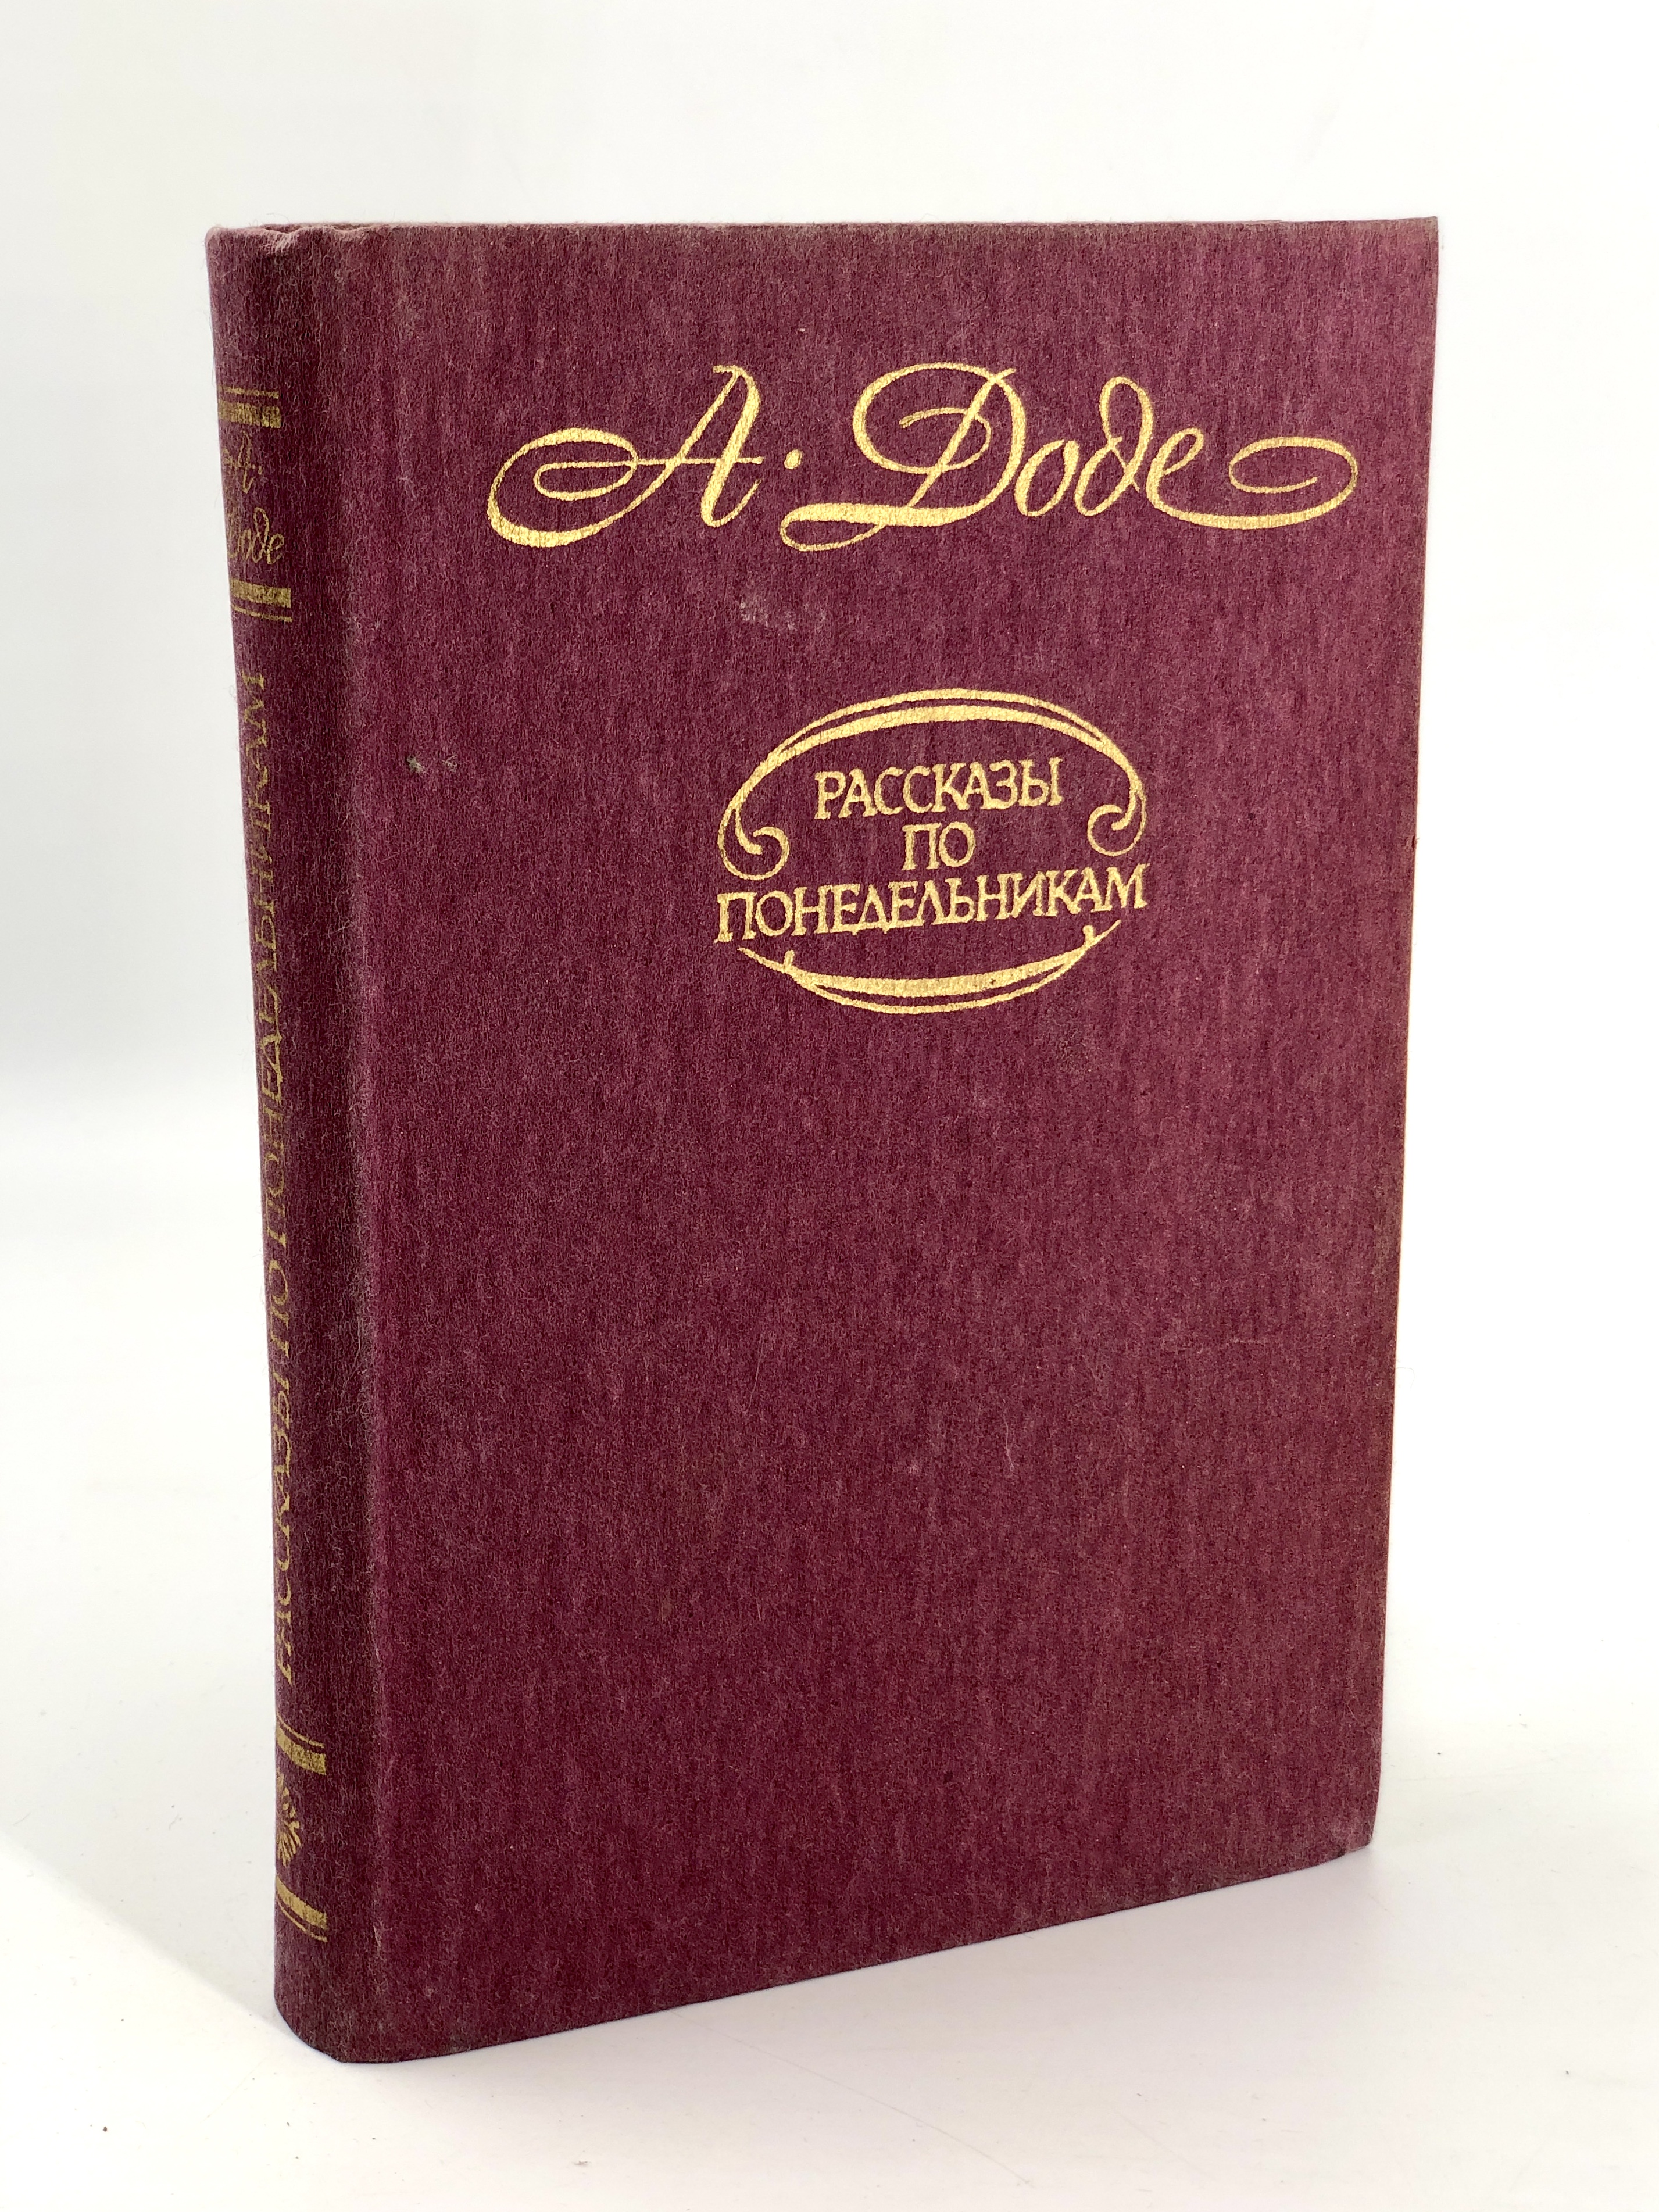 А. Доде
РАССКАЗЫ
ПО
ПОНЕДЕЛЬНИКАМ
А.
Доде
РАССКАЗЫ ПО ПОНЕДЕЛЬНИКАМ